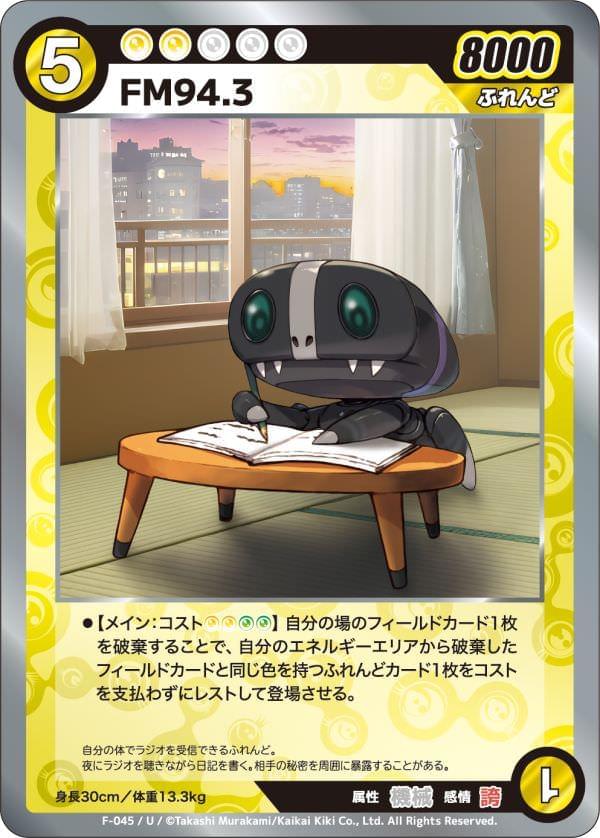 5
FM94.3
8000
ふれんど
●【メイン:コスト】自分の場のフィールドカード1枚
を破棄することで、自分のエネルギーエリアから破棄した
フィールドカードと同じ色を持つふれんどカード1枚をコスト
を支払わずにレストして登場させる。
自分の体でラジオを受信できるふれんど。
夜にラジオを聴きながら日記を書く。相手の秘密を周囲に暴露することがある。
身長30cm/体重13.3kg
属性 機械 感情 誇
F-045 / U / ©Takashi Murakami/Kaikai Kiki Co., Ltd. All Rights Reserved.